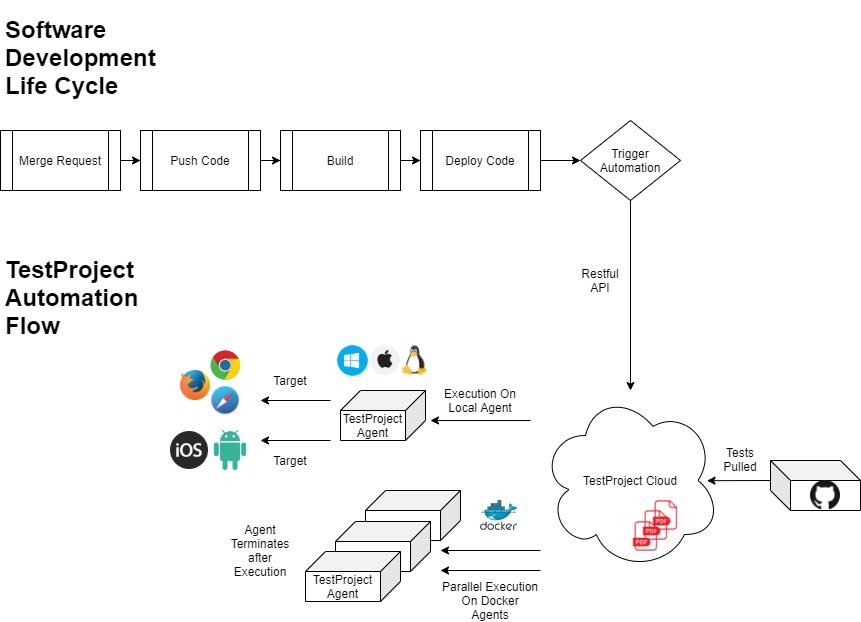 Software
Development
Life Cycle
Merge Request
Push Code
Build
Deploy Code
Trigger
Automation
Restful
API
TestProject
Automation
Flow
Target
Target
iOS
TestProject
Agent
Execution On
Local Agent
TestProject Cloud
PDF
PDF
PDF
Tests
Pulled
docker
Agent
Terminates
after
Execution
TestProject
Agent
Parallel Execution
On Docker
Agents